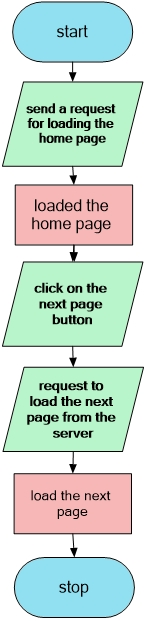 start
send a request
for loading the
home page
loaded the
home page
click on the
next page
button
request to
load the next
page from the
server
load the next
page
stop